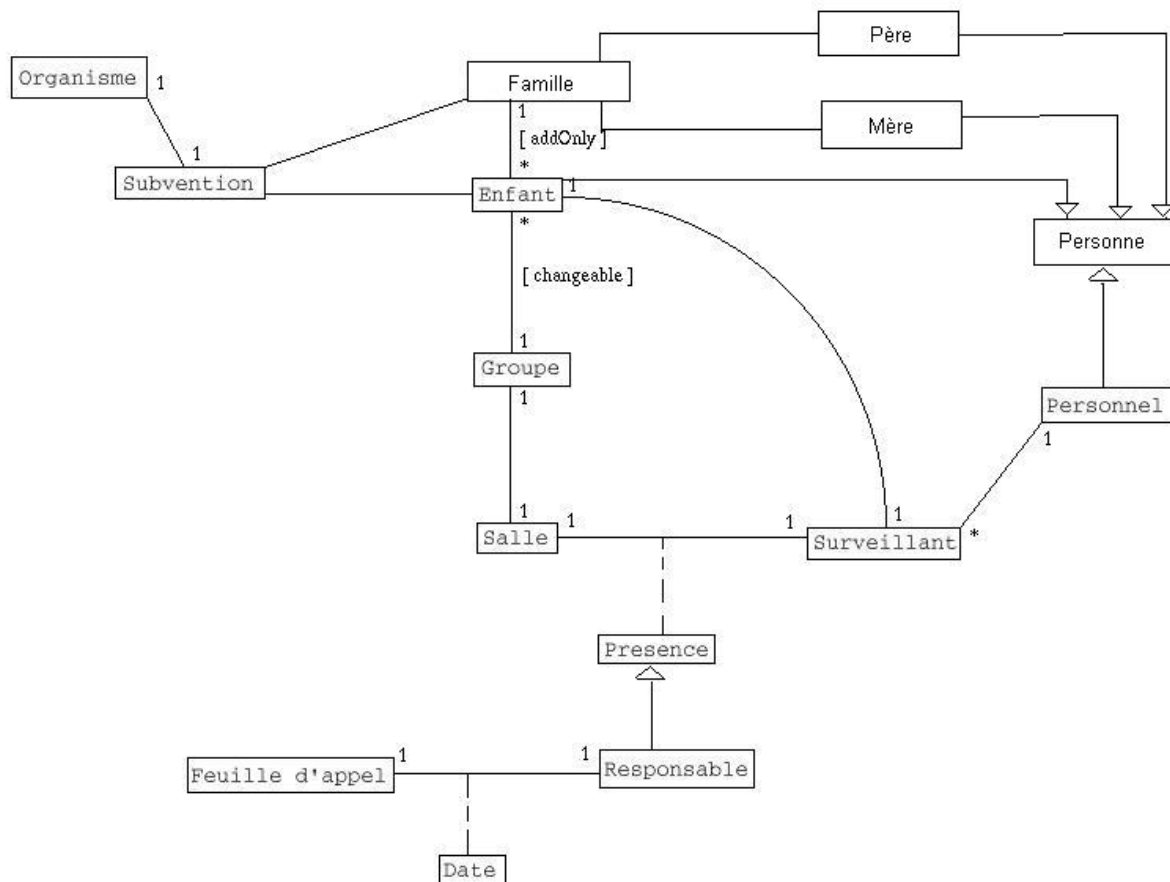 Père
Organisme
1
Famille
1
Mère
[ addOnly ]
1
*
Subvention
Enfant
1
*
Personne
[ changeable ]
1
Groupe
1
Personnel
1
1
1
1
1
Salle
Surveillant
*
Presence
1
1
Feuille d'appel
Responsable
Date